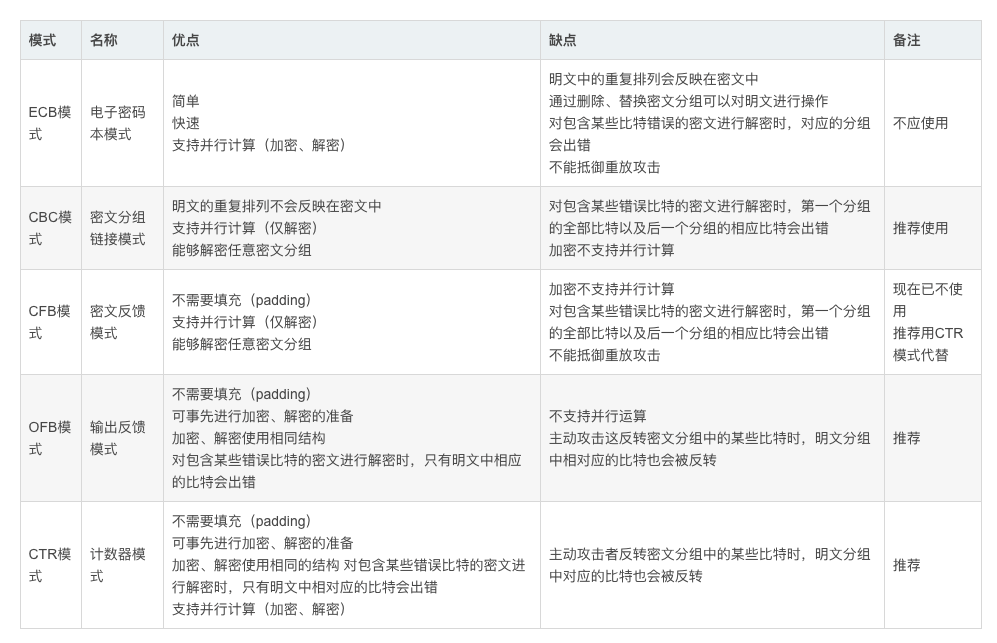 模式 名称 优点 缺点 备注
ECB模
式
电子密码
本模式
简单
快速
支持并行计算（加密、解密）
明文中的重复排列会反映在密文中
通过删除、替换密文分组可以对明文进行操作
对包含某些比特错误的密文进行解密时，对应的分组
会出错
不能抵御重放攻击
不应使用
CBC模
式
密文分组
链接模式
明文的重复排列不会反映在密文中
支持并行计算（仅解密）
能够解密任意密文分组
对包含某些错误比特的密文进行解密时，第一个分组
的全部比特以及后一个分组的相应比特会出错
加密不支持并行计算
推荐使用
CFB模
式
密文反馈
模式
不需要填充（padding）
支持并行计算（仅解密）
能够解密任意密文分组
加密不支持并行计算
对包含某些错误比特的密文进行解密时，第一个分组
的全部比特以及后一个分组的相应比特会出错
不能抵御重放攻击
现在已不使
用
推荐用CTR
模式代替
OFB模
式
输出反馈
模式
不需要填充（padding）
可事先进行加密、解密的准备
加密、解密使用相同结构
对包含某些错误比特的密文进行解密时，只有明文中相应
的比特会出错
不支持并行运算
主动攻击这反转密文分组中的某些比特时，明文分组
中相对应的比特也会被反转
推荐
CTR模
式
计数器模
式
不需要填充（padding）
可事先进行加密、解密的准备
加密、解密使用相同的结构 对包含某些错误比特的密文进
行解密时，只有明文中相对应的比特会出错
支持并行计算（加密、解密）
主动攻击者反转密文分组中的某些比特时，明文分组
中对应的比特也会被反转
推荐